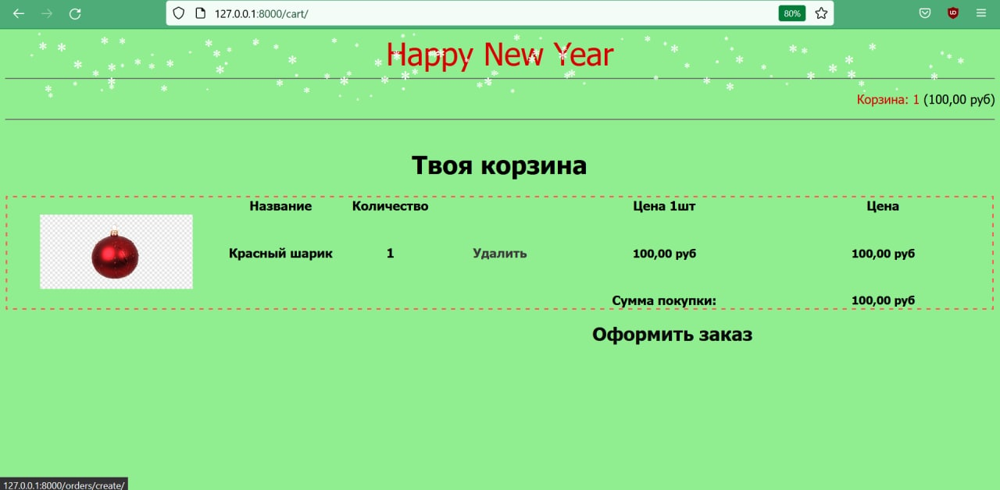 127.0.0.1:8000/cart/
80%
Happy New Year
Корзина: 1 (100,00 руб)
Твоя корзина
Название Количество Цена 1шт Цена
Красный шарик 1 Удалить 100,00 руб 100,00 руб
Сумма покупки: 100,00 руб
Оформить заказ
127.0.0.1:8000/orders/create/